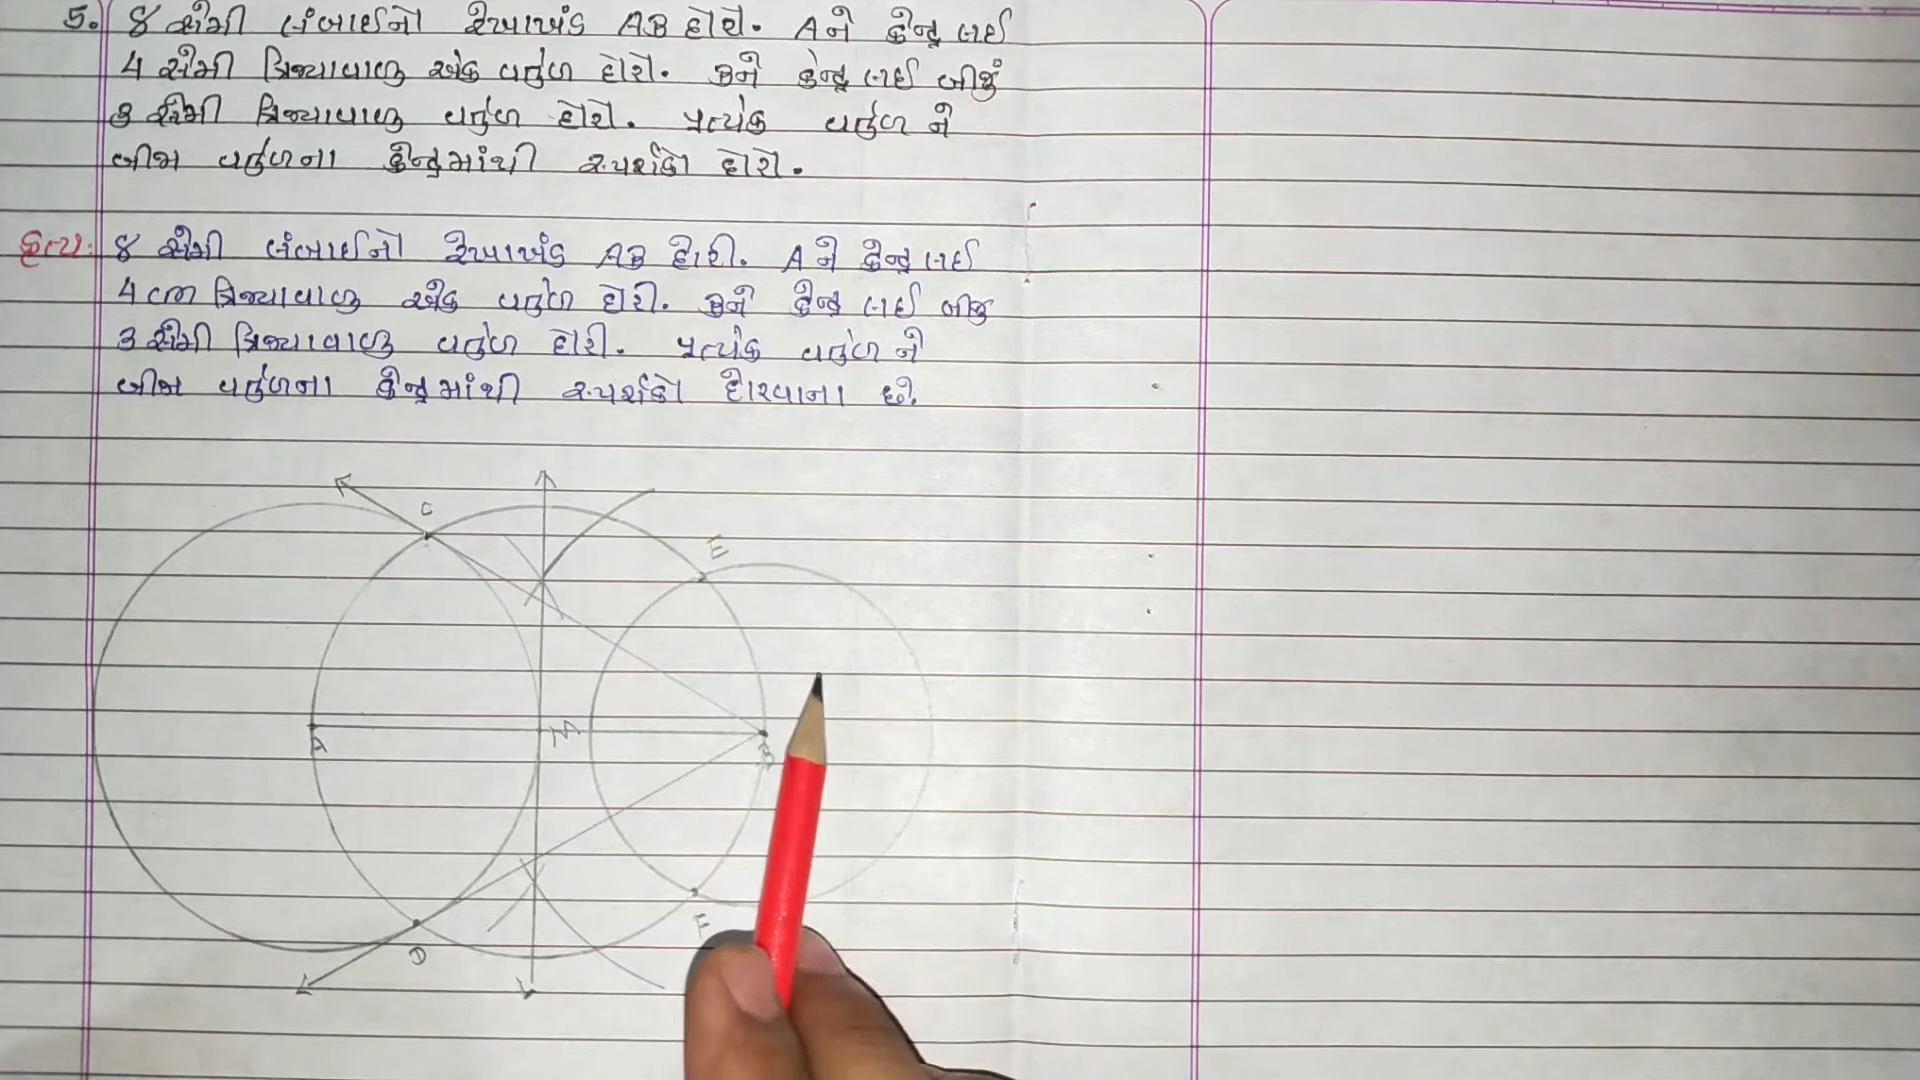 5. 8 સેમી લંબાઈનો રેખાખંડ AB દોરો. A ને કેન્દ્ર લઈ
4 સેમી ત્રિજ્યાવાળુ એક વર્તુળ દોરો. B ને કેન્દ્ર લઈ બીજું
3 સેમી ત્રિજ્યાવાળુ વર્તુળ દોરો. પ્રત્યેક વર્તુળ ને
બીજા વર્તુળના કેન્દ્રમાંથી સ્પર્શકો દોરો.
મુદ્દા: 8 સેમી લંબાઈનો રેખાખંડ AB દોરી. A ને કેન્દ્ર લઈ
4 cm ત્રિજ્યાવાળુ એક વર્તુળ દોરી. B ને કેન્દ્ર લઈ બીજુ
3 સેમી ત્રિજ્યાવાળુ વર્તુળ દોરી. પ્રત્યેક વર્તુળ ને
બીજા વર્તુળના કેન્દ્રમાંથી સ્પર્શકો દોરવાના છે.
C
E
A
M
B
F
D